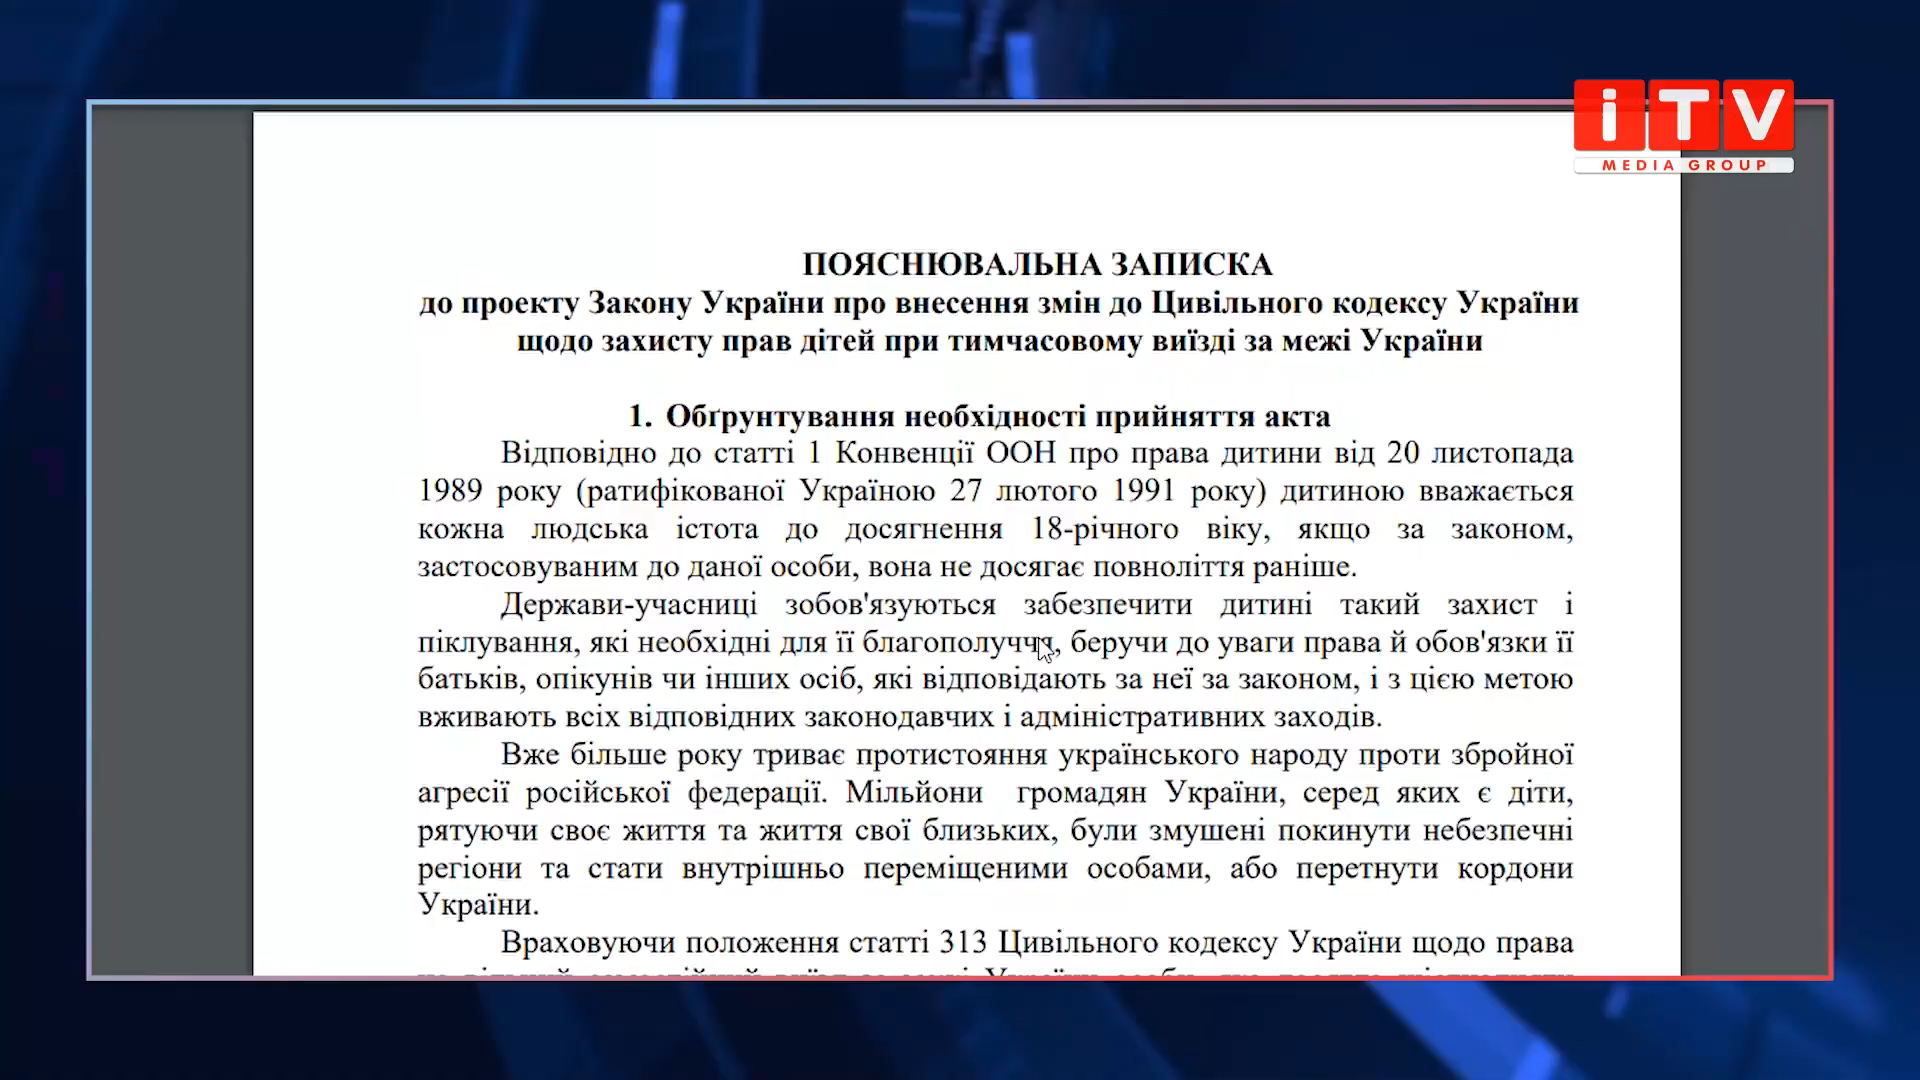 iTV
MEDIA GROUP
ПОЯСНЮВАЛЬНА ЗАПИСКА
до проекту Закону України про внесення змін до Цивільного кодексу України
щодо захисту прав дітей при тимчасовому виїзді за межі України
1. Обґрунтування необхідності прийняття акта
Відповідно до статті 1 Конвенції ООН про права дитини від 20 листопада
1989 року (ратифікованої Україною 27 лютого 1991 року) дитиною вважається
кожна людська істота до досягнення 18-річного віку, якщо за законом,
застосовуваним до даної особи, вона не досягає повноліття раніше.
Держави-учасниці зобов'язуються забезпечити дитині такий захист і
піклування, які необхідні для її благополуччя, беручи до уваги права й обов'язки її
батьків, опікунів чи інших осіб, які відповідають за неї за законом, і з цією метою
вживають всіх відповідних законодавчих і адміністративних заходів.
Вже більше року триває протистояння українського народу проти збройної
агресії російської федерації. Мільйони громадян України, серед яких є діти,
рятуючи своє життя та життя свої близьких, були змушені покинути небезпечні
регіони та стати внутрішньо переміщеними особами, або перетнути кордони
України.
Враховуючи положення статті 313 Цивільного кодексу України щодо права